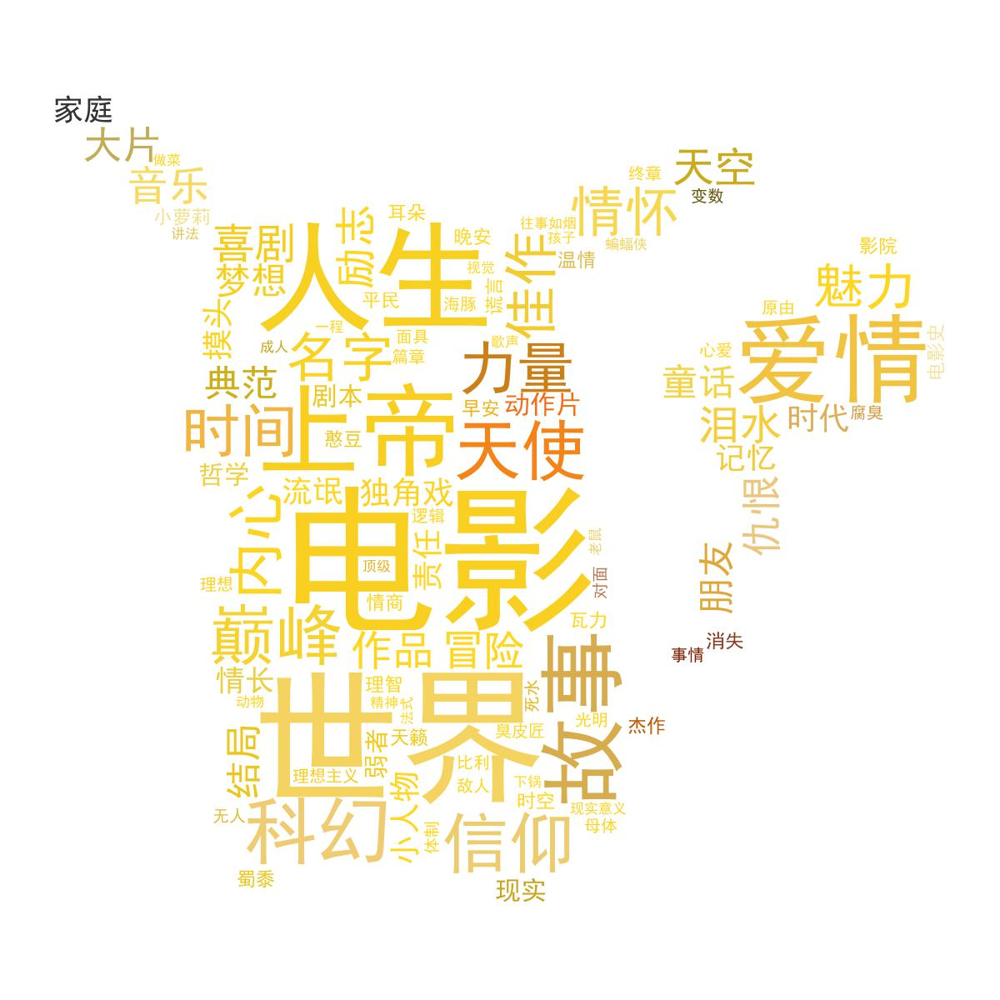 家庭
大片
做菜
音乐
小萝莉
讲法
天空
终章
变数
情怀
往事如烟
孩子
蝙蝠侠
温情
耳朵
励志
喜剧
人生
晚安
佳作
梦想
视觉
谎言
平民
海豚
摸头
一程
成人
面具
歌声
名字
篇章
力量
典范
剧本
早安
动作片
时间
上帝
憨豆
天使
哲学
流氓
独角戏
内心
电影
逻辑
责任
老鼠
顶级
对面
理想
情商
瓦力
巅峰
作品
冒险
故事
情长
世界
理智
动物
精神
法式
死水
光明
杰作
臭皮匠
天籁
弱者
结局
比利
理想主义
敌人
下锅
小人物
时空
现实意义
无人
科幻
体制
信仰
母体
蜀黍
现实
影院
魅力
原由
爱情
电影史
心爱
童话
泪水
时代
腐臭
记忆
仇恨
朋友
消失
事情